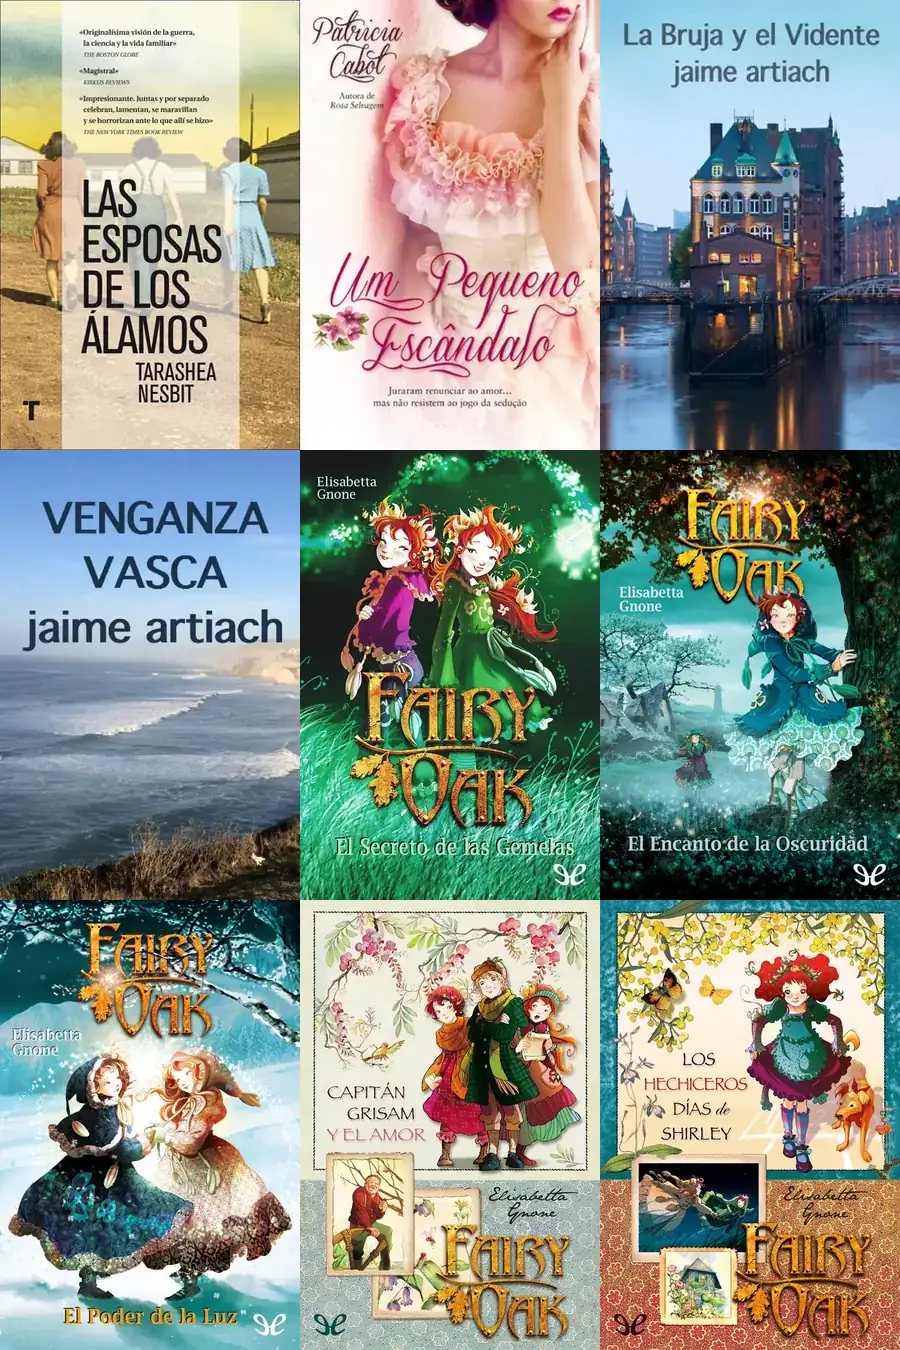 «Originalísima visión de la guerra,
la ciencia y la vida familiar»
THE BOSTON GLOBE
«Magistral»
KIRKUS REVIEWS
«Impresionante. Juntas y por separado
celebran, lamentan, se maravillan
y se horrorizan ante lo que allí se hizo»
THE NEW YORK TIMES BOOK REVIEW
LAS
ESPOSAS
DE LOS
ÁLAMOS
TARASHEA
NESBIT
T
Patricia
Cabot
Autora de
Rosa Selvagem
Um Pequeno
Escândalo
Juraram renunciar ao amor...
mas não resistem ao jogo da sedução
La Bruja y el Vidente
jaime artiach
VENGANZA
VASCA
jaime artiach
Elisabetta
Gnone
FAIRY
OAK
El Secreto de las Gemelas
FAIRY
OAK
Elisabetta
Gnone
El Encanto de la Oscuridad
FAIRY
OAK
Elisabetta
Gnone
El Poder de la Luz
CAPITÁN
GRISAM
Y EL AMOR
Elisabetta
Gnone
FAIRY
OAK
LOS
HECHICEROS
DÍAS de
SHIRLEY
Elisabetta
Gnone
FAIRY
OAK